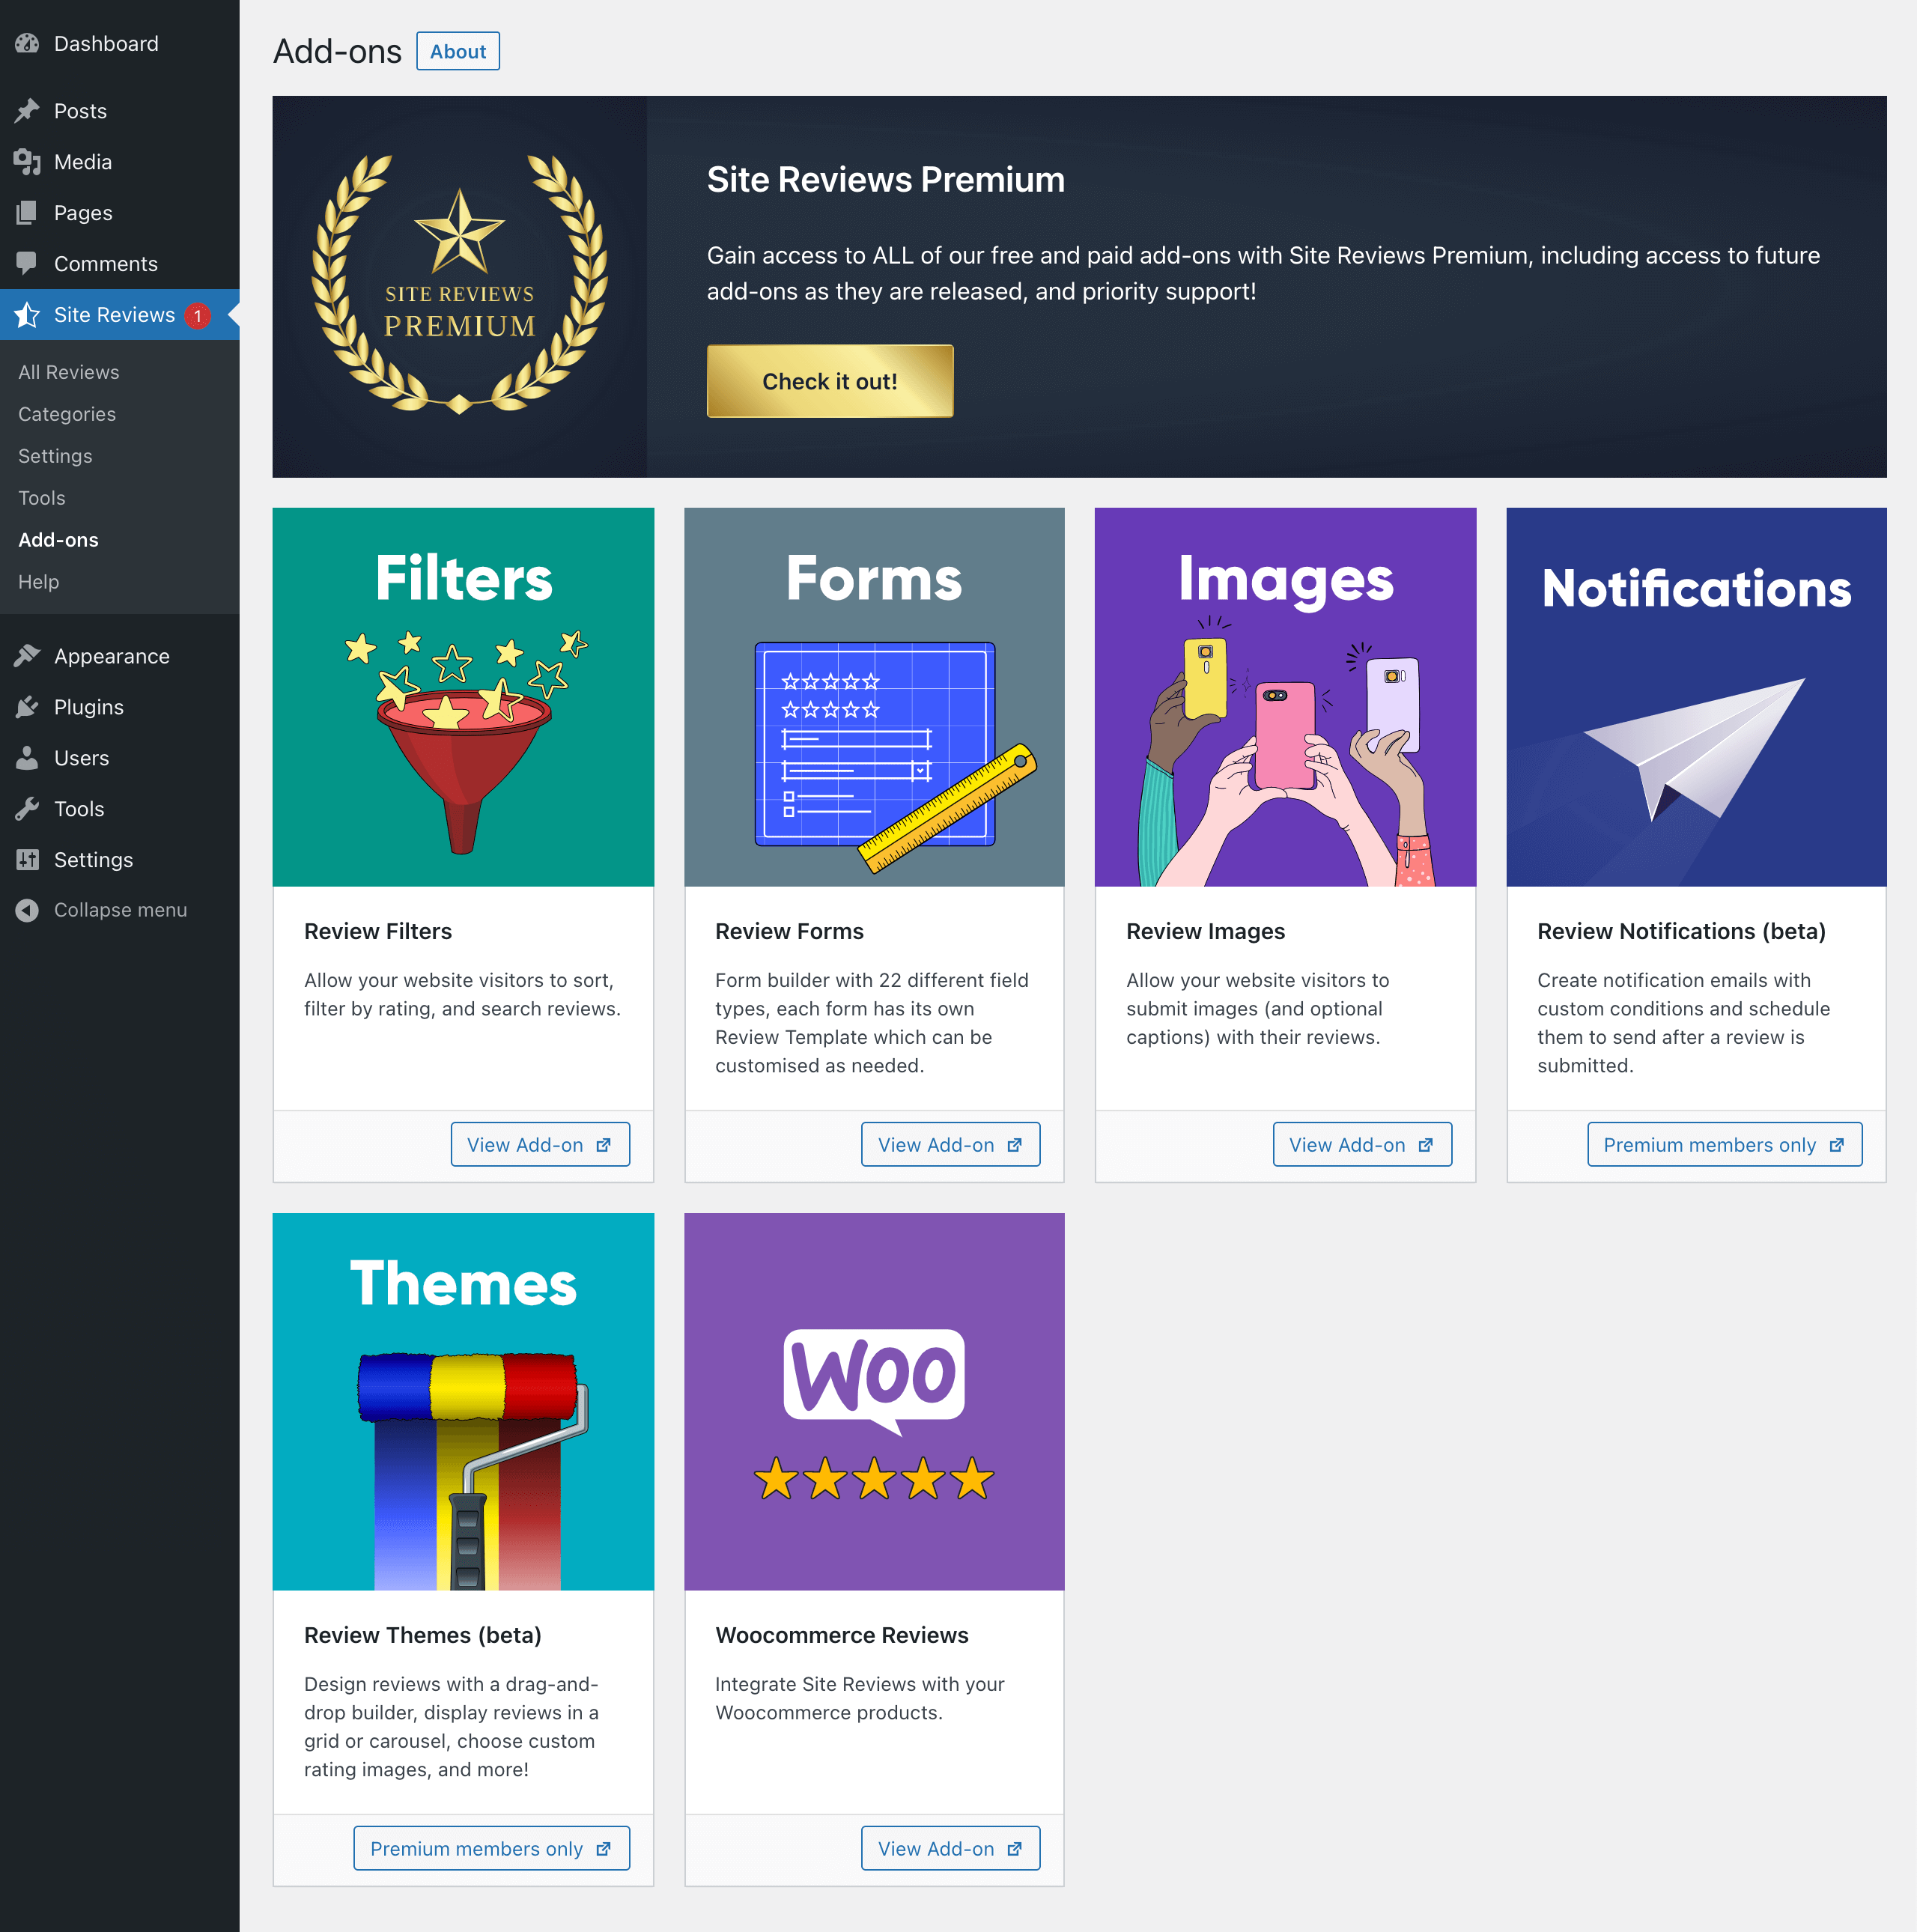 Dashboard
Posts
Media
Pages
Comments
Site Reviews 1
All Reviews
Categories
Settings
Tools
Add-ons
Help
Appearance
Plugins
Users
Tools
Settings
Collapse menu
Add-ons About
SITE REVIEWS
PREMIUM
Site Reviews Premium
Gain access to ALL of our free and paid add-ons with Site Reviews Premium, including access to future
add-ons as they are released, and priority support!
Check it out!
Filters
Review Filters
Allow your website visitors to sort,
filter by rating, and search reviews.
View Add-on
Forms
Review Forms
Form builder with 22 different field
types, each form has its own
Review Template which can be
customised as needed.
View Add-on
Images
Review Images
Allow your website visitors to
submit images (and optional
captions) with their reviews.
View Add-on
Notifications
Review Notifications (beta)
Create notification emails with
custom conditions and schedule
them to send after a review is
submitted.
Premium members only
Themes
Review Themes (beta)
Design reviews with a drag-and-
drop builder, display reviews in a
grid or carousel, choose custom
rating images, and more!
Premium members only
Woo
Woocommerce Reviews
Integrate Site Reviews with your
Woocommerce products.
View Add-on